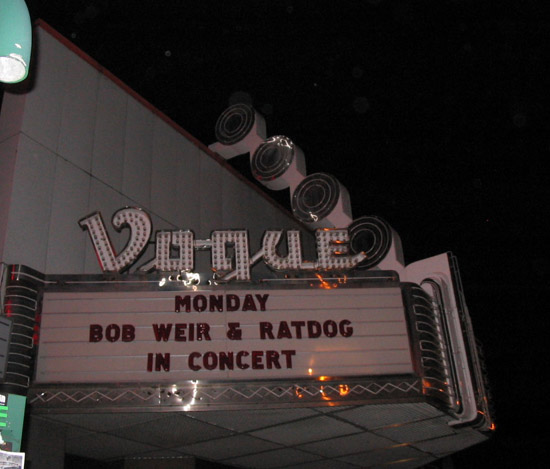 Vogue
MONDAY
BOB WEIR & RATDOG
IN CONCERT